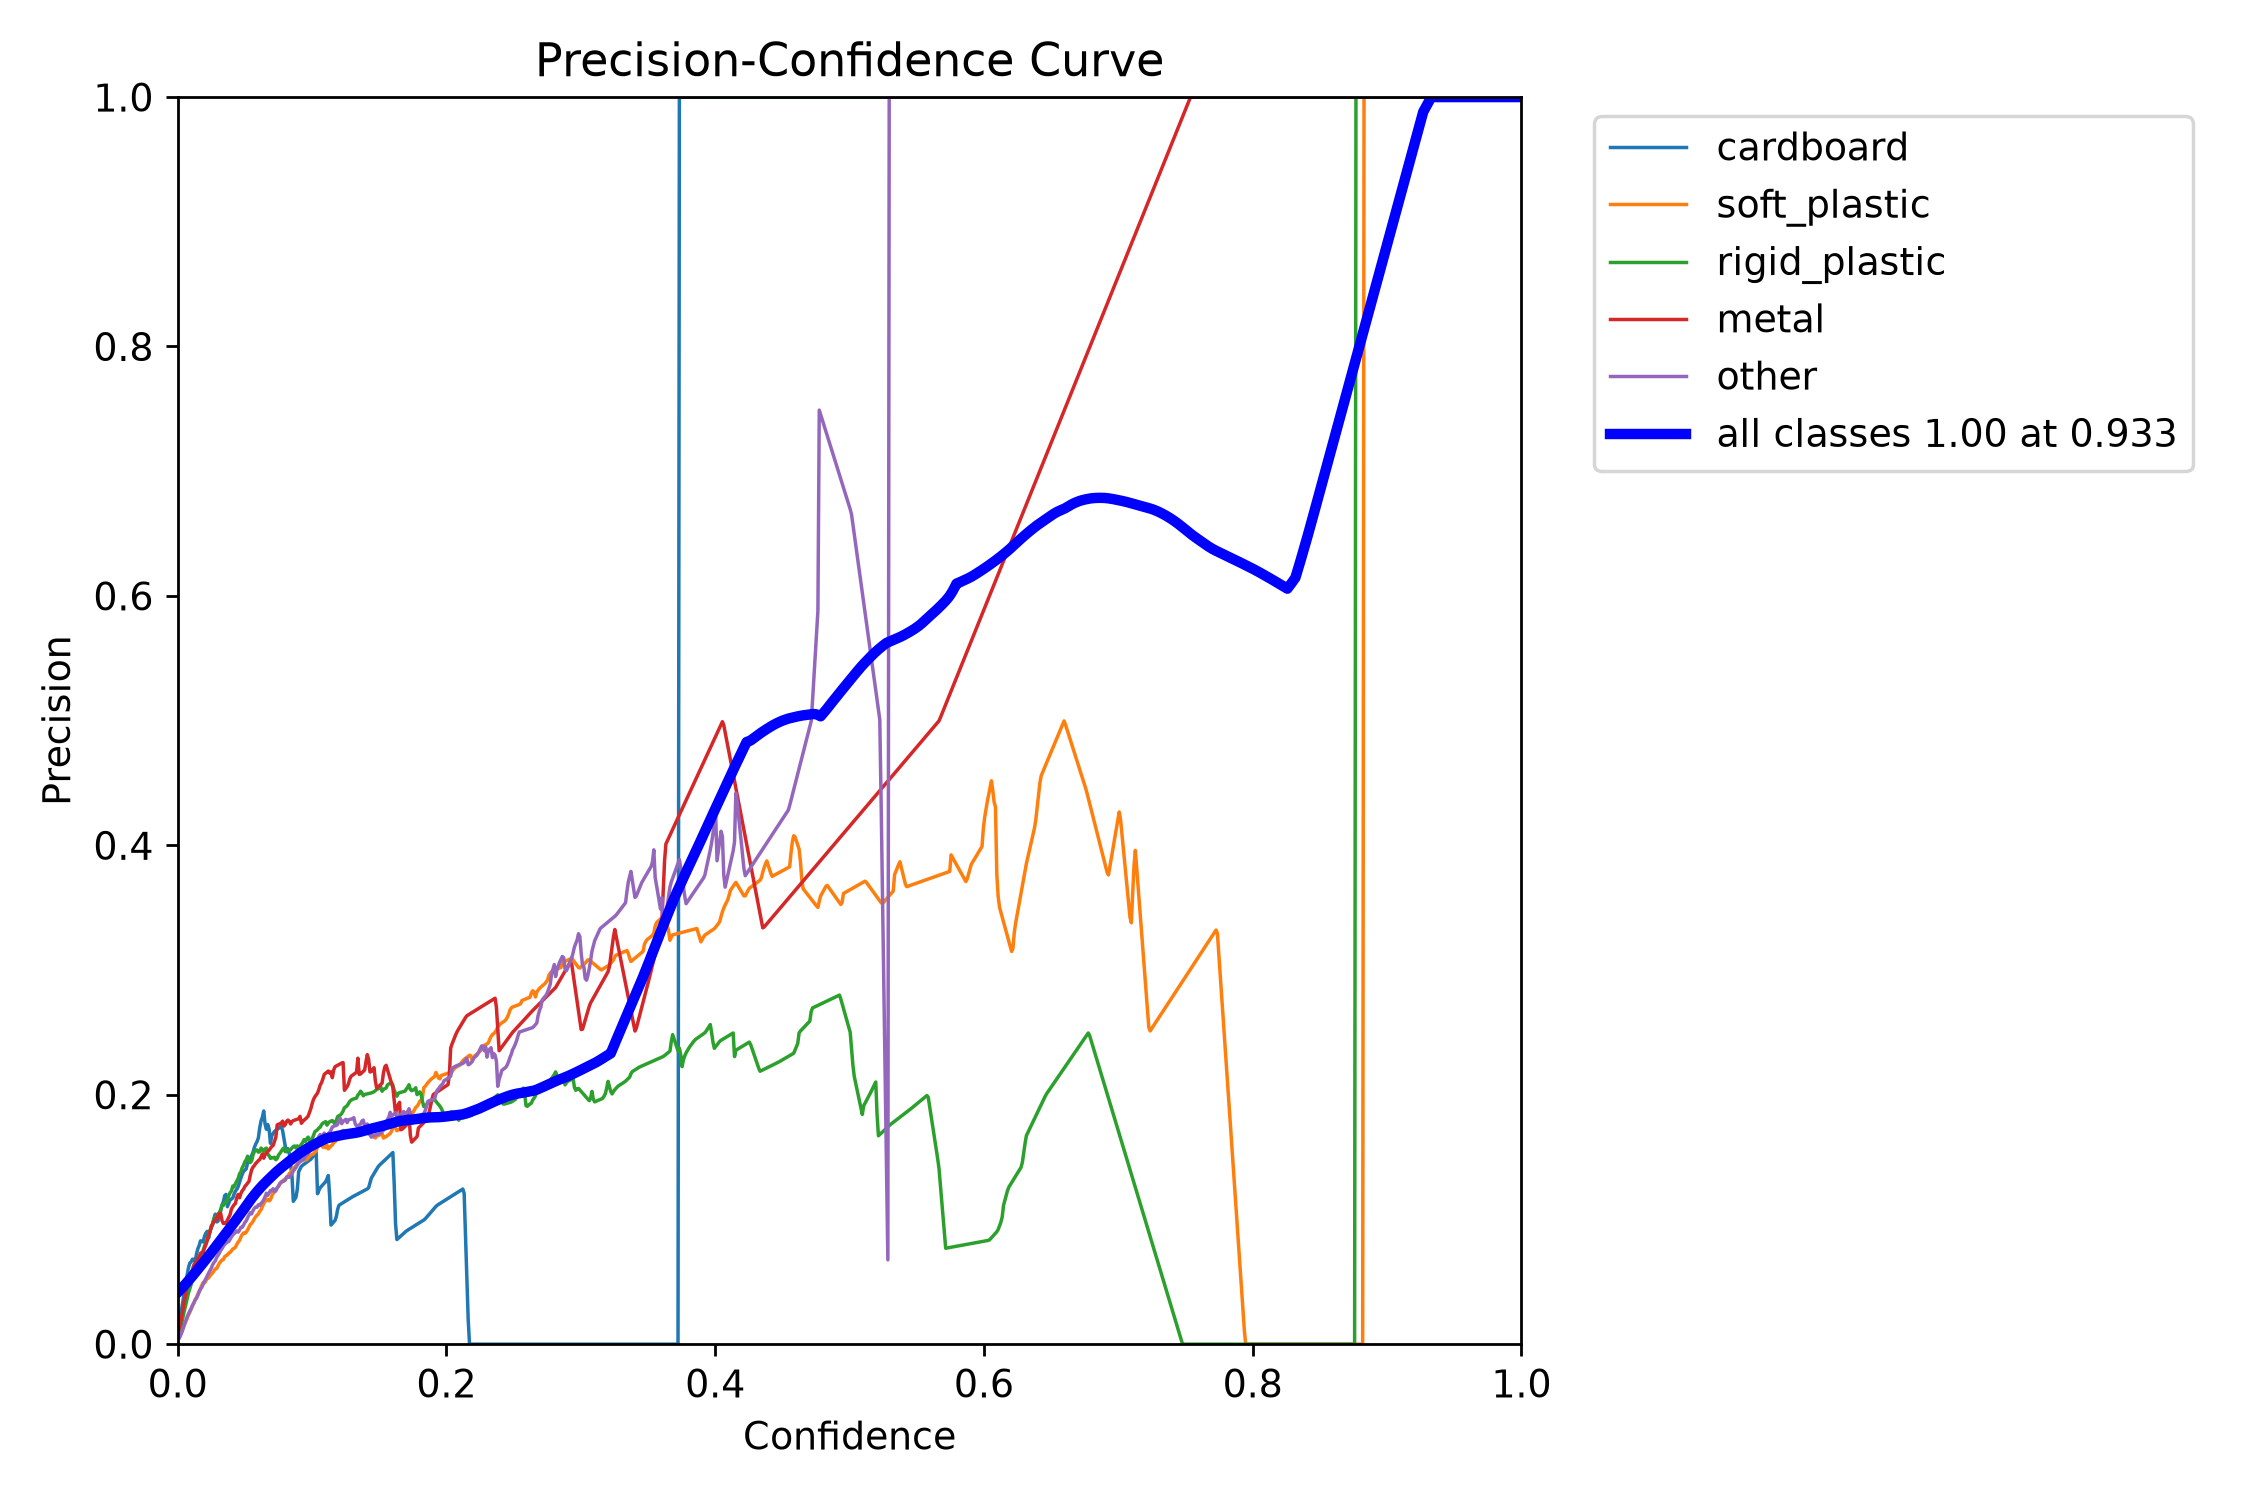 Precision-Confidence Curve
1.0
0.8
0.6
0.4
0.2
0.0
Precision
0.0 0.2 0.4 0.6 0.8 1.0
Confidence
cardboard
soft_plastic
rigid_plastic
metal
other
all classes 1.00 at 0.933